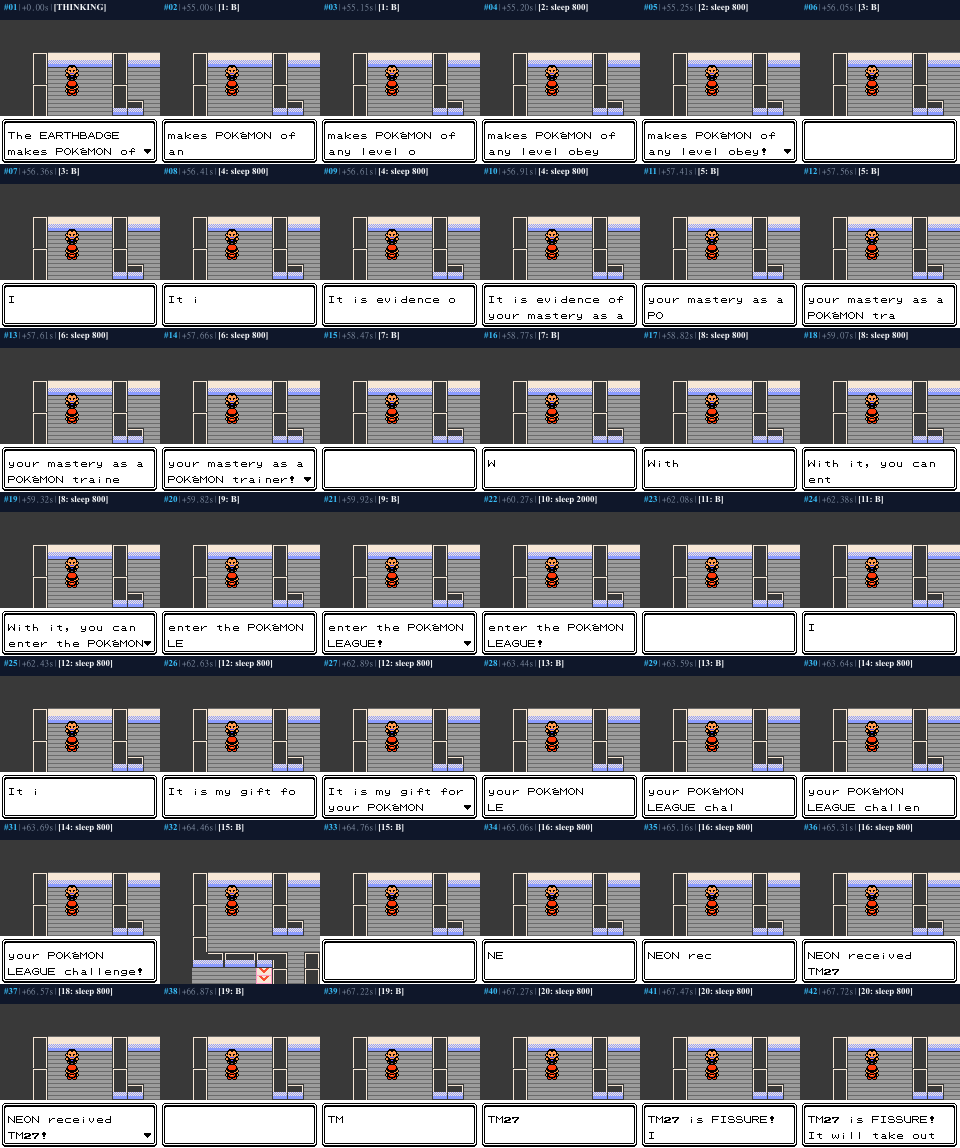 #01 | +0.00s | [THINKING]
#02 | +55.00s | [1: B]
#03 | +55.15s | [1: B]
#04 | +55.20s | [2: sleep 800]
#05 | +55.25s | [2: sleep 800]
#06 | +56.05s | [3: B]
The EARTHBADGE
makes POKéMON of
makes POKéMON of
an
makes POKéMON of
any level o
makes POKéMON of
any level obey
makes POKéMON of
any level obey!
#07 | +56.36s | [3: B]
#08 | +56.41s | [4: sleep 800]
#09 | +56.61s | [4: sleep 800]
#10 | +56.91s | [4: sleep 800]
#11 | +57.41s | [5: B]
#12 | +57.56s | [5: B]
I
It i
It is evidence o
It is evidence of
your mastery as a
your mastery as a
PO
your mastery as a
POKéMON tra
#13 | +57.61s | [6: sleep 800]
#14 | +57.66s | [6: sleep 800]
#15 | +58.47s | [7: B]
#16 | +58.77s | [7: B]
#17 | +58.82s | [8: sleep 800]
#18 | +59.07s | [8: sleep 800]
your mastery as a
POKéMON traine
your mastery as a
POKéMON trainer!
W
With
With it, you can
ent
#19 | +59.32s | [8: sleep 800]
#20 | +59.82s | [9: B]
#21 | +59.92s | [9: B]
#22 | +60.27s | [10: sleep 2000]
#23 | +62.08s | [11: B]
#24 | +62.38s | [11: B]
With it, you can
enter the POKéMON
enter the POKéMON
LE
enter the POKéMON
LEAGUE!
enter the POKéMON
LEAGUE!
I
#25 | +62.43s | [12: sleep 800]
#26 | +62.63s | [12: sleep 800]
#27 | +62.89s | [12: sleep 800]
#28 | +63.44s | [13: B]
#29 | +63.59s | [13: B]
#30 | +63.64s | [14: sleep 800]
It i
It is my gift fo
It is my gift for
your POKéMON
your POKéMON
LE
your POKéMON
LEAGUE chal
your POKéMON
LEAGUE challen
#31 | +63.69s | [14: sleep 800]
#32 | +64.46s | [15: B]
#33 | +64.76s | [15: B]
#34 | +65.06s | [16: sleep 800]
#35 | +65.16s | [16: sleep 800]
#36 | +65.31s | [16: sleep 800]
your POKéMON
LEAGUE challenge!
NE
NEON rec
NEON received
TM27
#37 | +66.57s | [18: sleep 800]
#38 | +66.87s | [19: B]
#39 | +67.22s | [19: B]
#40 | +67.27s | [20: sleep 800]
#41 | +67.47s | [20: sleep 800]
#42 | +67.72s | [20: sleep 800]
NEON received
TM27!
TM
TM27
TM27 is FISSURE!
I
TM27 is FISSURE!
It will take out